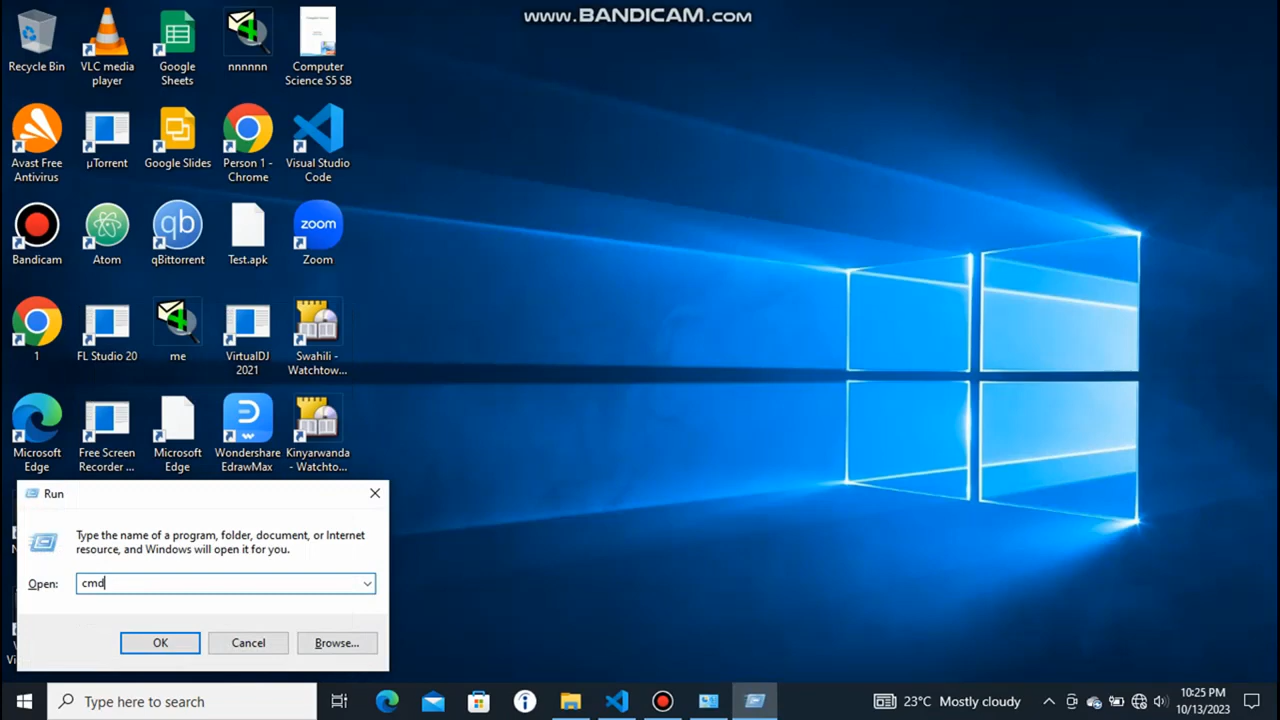 www.BANDICAM.com
Recycle Bin
VLC media
player
Google
Sheets
nnnnnn
Computer
Science S5 SB
Avast Free
Antivirus
µTorrent
Google Slides
Person 1 -
Chrome
Visual Studio
Code
Bandicam
Atom
qb
qBittorrent
Test.apk
zoom
Zoom
1
FL Studio 20
me
VirtualDJ
2021
Swahili -
Watchtow...
Microsoft
Edge
Free Screen
Recorder ...
Microsoft
Edge
Wondershare
EdrawMax
Kinyarwanda
- Watchto...
Run
Type the name of a program, folder, document, or Internet
resource, and Windows will open it for you.
Open:
cmd
OK
Cancel
Browse...
Type here to search
23°C Mostly cloudy
10:25 PM
10/13/2023